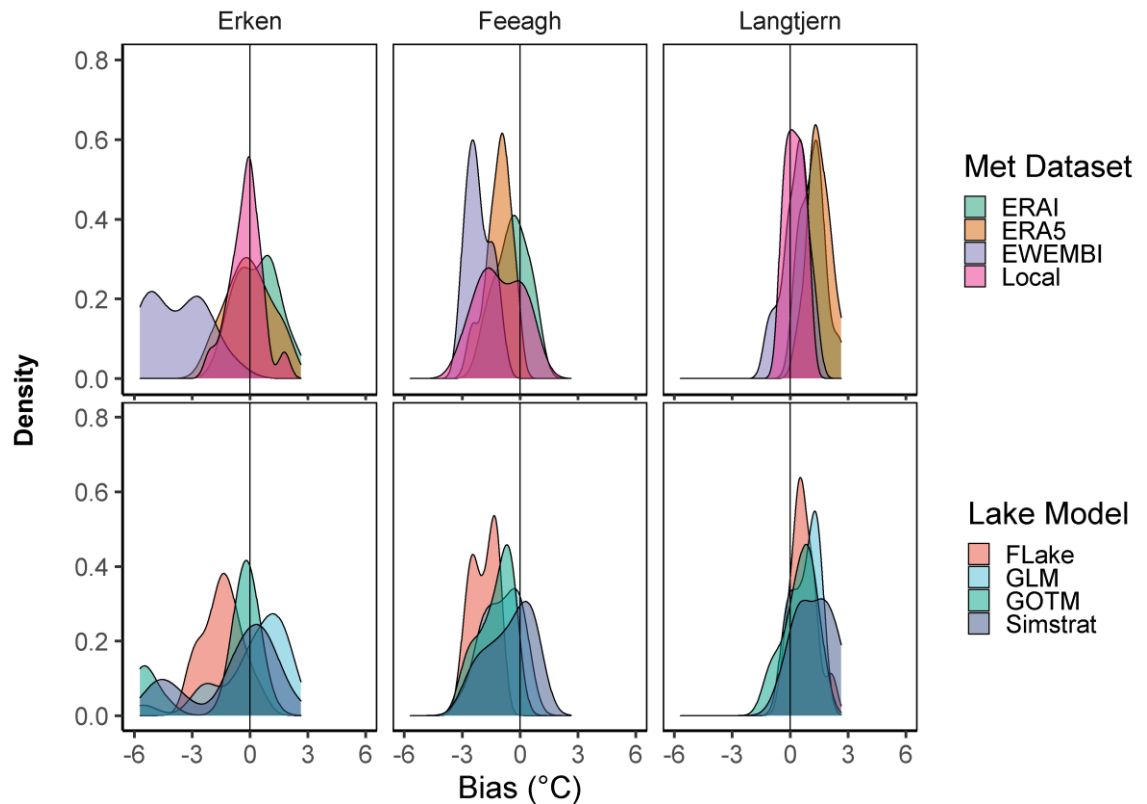 Erken Feeagh Langtjern
0.8
0.6
0.4
0.2
0.0
Met Dataset
ERAI
ERA5
EWEMBI
Local
Density
0.8
0.6
0.4
0.2
0.0
Lake Model
FLake
GLM
GOTM
Simstrat
-6 -3 0 3 6 -6 -3 0 3 6 -6 -3 0 3 6
Bias (°C)